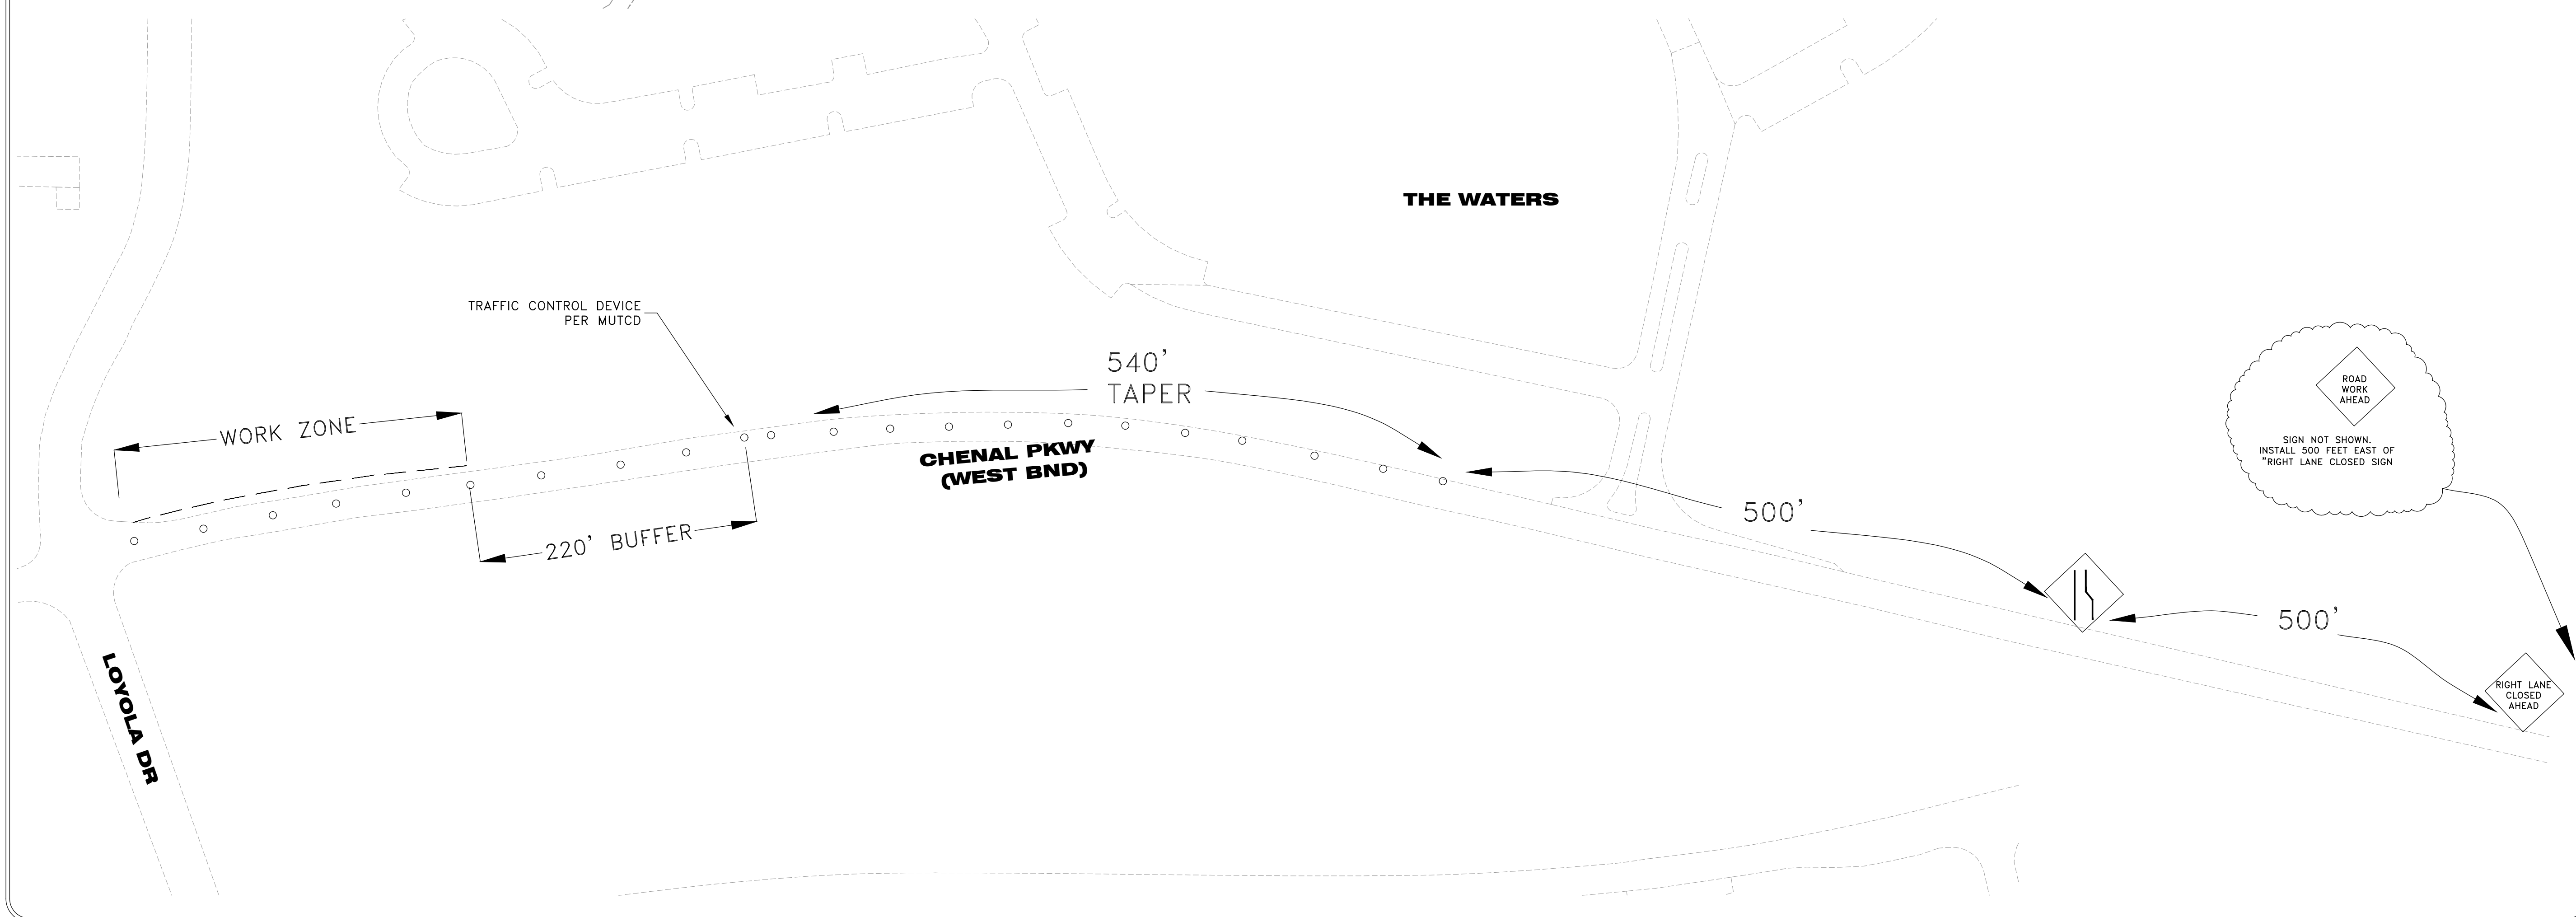 THE WATERS
TRAFFIC CONTROL DEVICE
PER MUTCD
540'
TAPER
WORK ZONE
CHENAL PKWY
(WEST BND)
220' BUFFER
500'
ROAD
WORK
AHEAD
SIGN NOT SHOWN.
INSTALL 500 FEET EAST OF
"RIGHT LANE CLOSED SIGN
500'
RIGHT LANE
CLOSED
AHEAD
LOYOLA DR